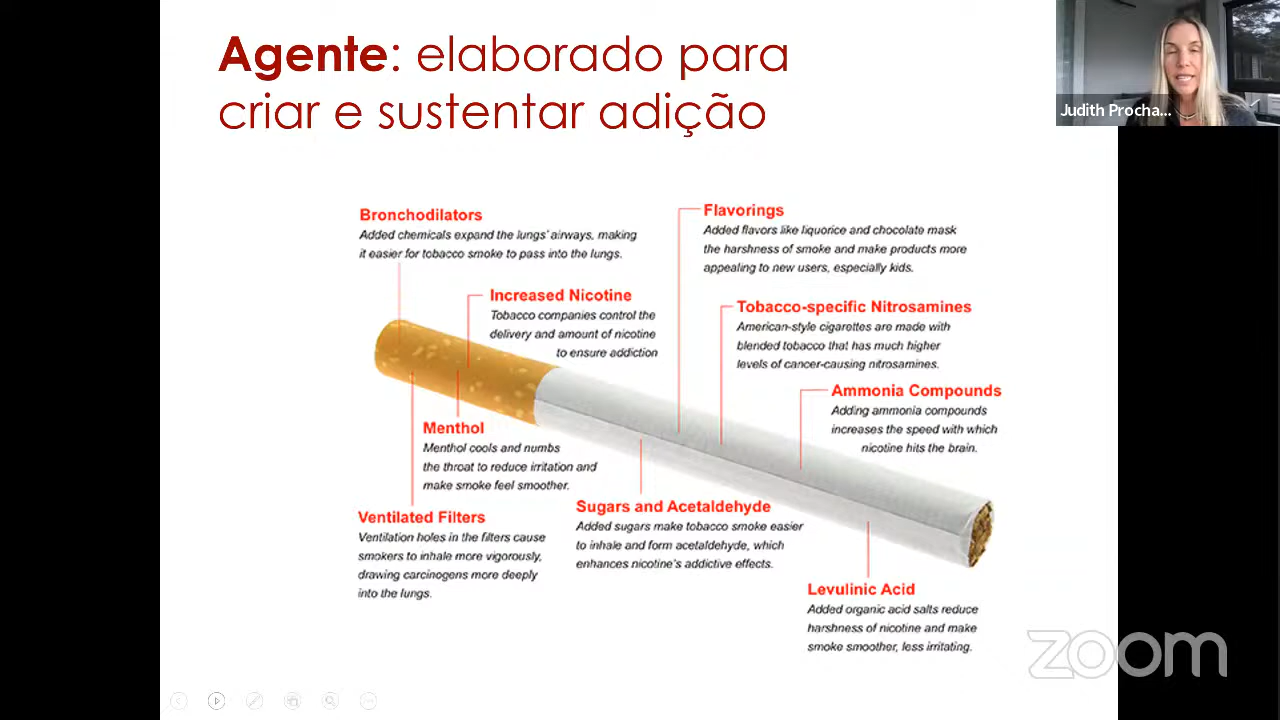 Agente: elaborado para
criar e sustentar adição
Judith Procha...
Bronchodilators
Added chemicals expand the lungs' airways, making
it easier for tobacco smoke to pass into the lungs.
Flavorings
Added flavors like liquorice and chocolate mask
the harshness of smoke and make products more
appealing to new users, especially kids.
Increased Nicotine
Tobacco companies control the
delivery and amount of nicotine
to ensure addiction
Tobacco-specific Nitrosamines
American-style cigarettes are made with
blended tobacco that has much higher
levels of cancer-causing nitrosamines.
Ammonia Compounds
Adding ammonia compounds
increases the speed with which
nicotine hits the brain.
Menthol
Menthol cools and numbs
the throat to reduce irritation and
make smoke feel smoother.
Ventilated Filters
Ventilation holes in the filters cause
smokers to inhale more vigorously,
drawing carcinogens more deeply
into the lungs.
Sugars and Acetaldehyde
Added sugars make tobacco smoke easier
to inhale and form acetaldehyde, which
enhances nicotine's addictive effects.
Levulinic Acid
Added organic acid salts reduce
harshness of nicotine and make
smoke smoother, less irritating.
zoom